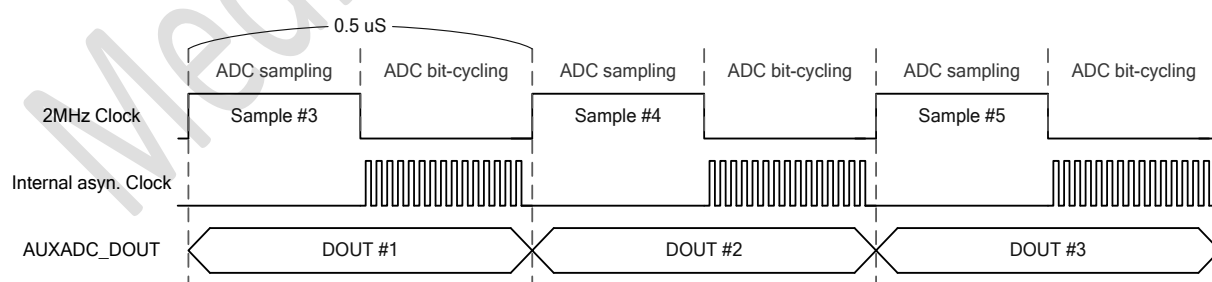 0.5 uS
ADC sampling ADC bit-cycling ADC sampling ADC bit-cycling ADC sampling ADC bit-cycling
2MHz Clock Sample #3 Sample #4 Sample #5
Internal asyn. Clock
AUXADC_DOUT DOUT #1 DOUT #2 DOUT #3